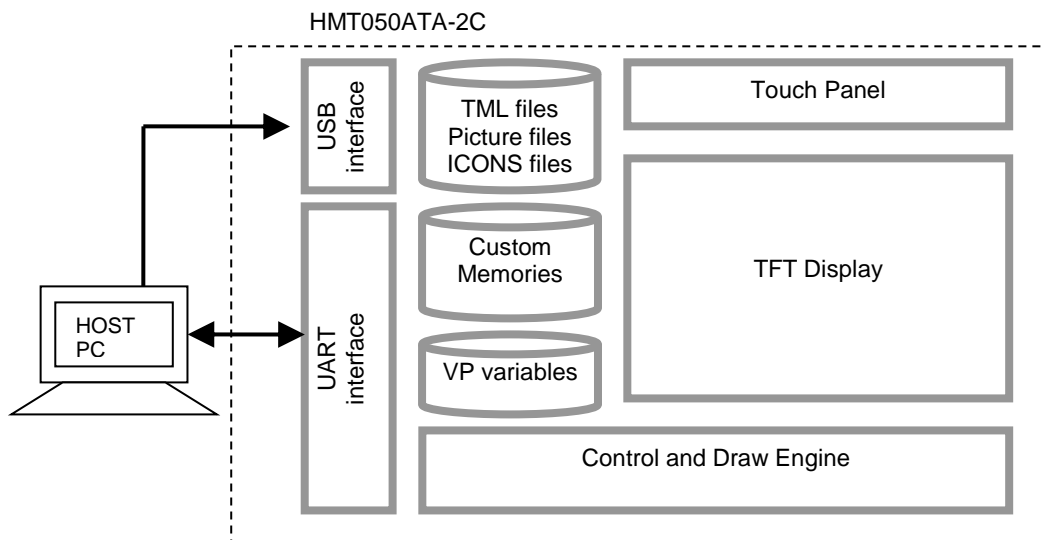 HMT050ATA-2C
USB
interface
TML files
Picture files
ICONS files
Touch Panel
Custom
Memories
TFT Display
HOST
PC
UART
interface
VP variables
Control and Draw Engine